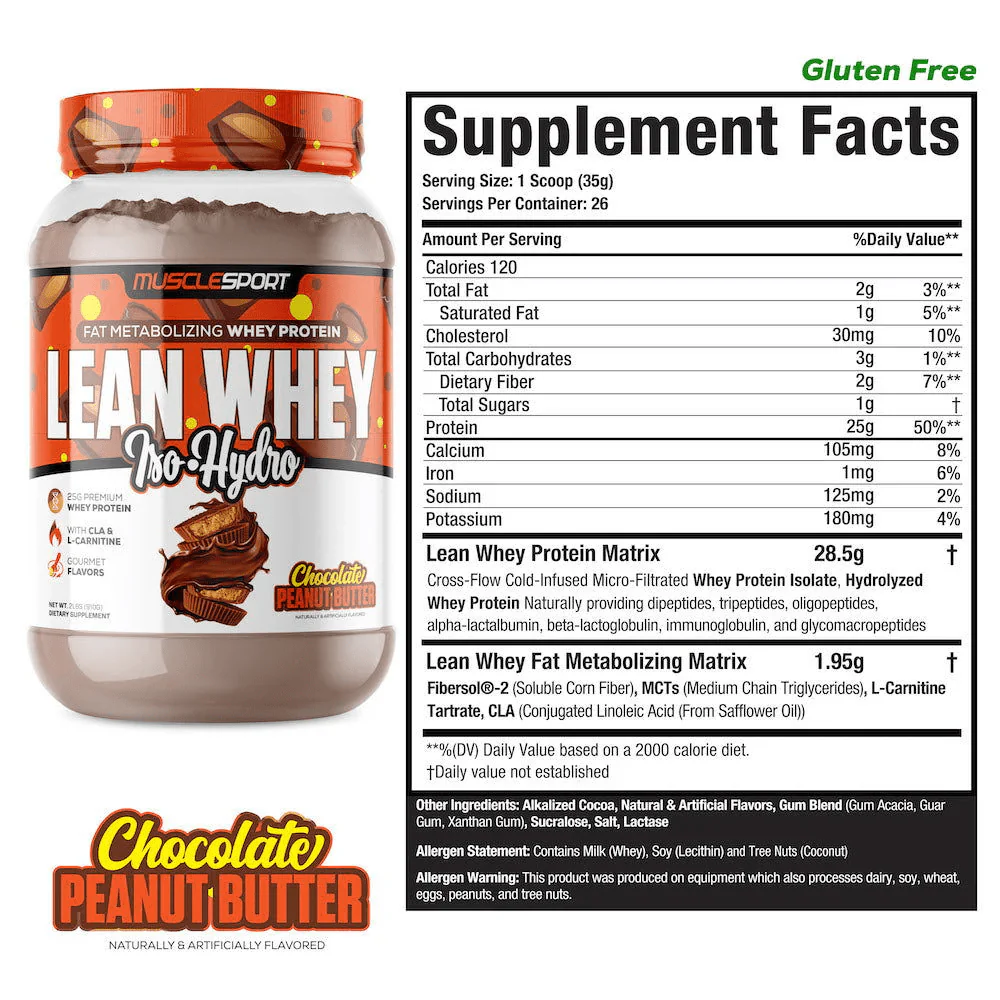 Gluten Free
MUSCLESPORT
FAT METABOLIZING WHEY PROTEIN
LEAN WHEY
Iso•Hydro
25G PREMIUM
WHEY PROTEIN
WITH CLA &
L-CARNITINE
GOURMET
FLAVORS
Chocolate
PEANUT BUTTER
NATURALLY & ARTIFICIALLY FLAVORED
NET WT. 2LBS (910G)
DIETARY SUPPLEMENT
Chocolate
PEANUT BUTTER
NATURALLY & ARTIFICIALLY FLAVORED
Supplement Facts
Serving Size: 1 Scoop (35g)
Servings Per Container: 26
Amount Per Serving %Daily Value**
Calories 120
Total Fat 2g 3%**
Saturated Fat 1g 5%**
Cholesterol 30mg 10%
Total Carbohydrates 3g 1%**
Dietary Fiber 2g 7%**
Total Sugars 1g †
Protein 25g 50%**
Calcium 105mg 8%
Iron 1mg 6%
Sodium 125mg 2%
Potassium 180mg 4%
Lean Whey Protein Matrix 28.5g †
Cross-Flow Cold-Infused Micro-Filtrated Whey Protein Isolate, Hydrolyzed
Whey Protein Naturally providing dipeptides, tripeptides, oligopeptides,
alpha-lactalbumin, beta-lactoglobulin, immunoglobulin, and glycomacropeptides
Lean Whey Fat Metabolizing Matrix 1.95g †
Fibersol®-2 (Soluble Corn Fiber), MCTs (Medium Chain Triglycerides), L-Carnitine
Tartrate, CLA (Conjugated Linoleic Acid (From Safflower Oil))
**%(DV) Daily Value based on a 2000 calorie diet.
†Daily value not established
Other Ingredients: Alkalized Cocoa, Natural & Artificial Flavors, Gum Blend (Gum Acacia, Guar
Gum, Xanthan Gum), Sucralose, Salt, Lactase
Allergen Statement: Contains Milk (Whey), Soy (Lecithin) and Tree Nuts (Coconut)
Allergen Warning: This product was produced on equipment which also processes dairy, soy, wheat,
eggs, peanuts, and tree nuts.